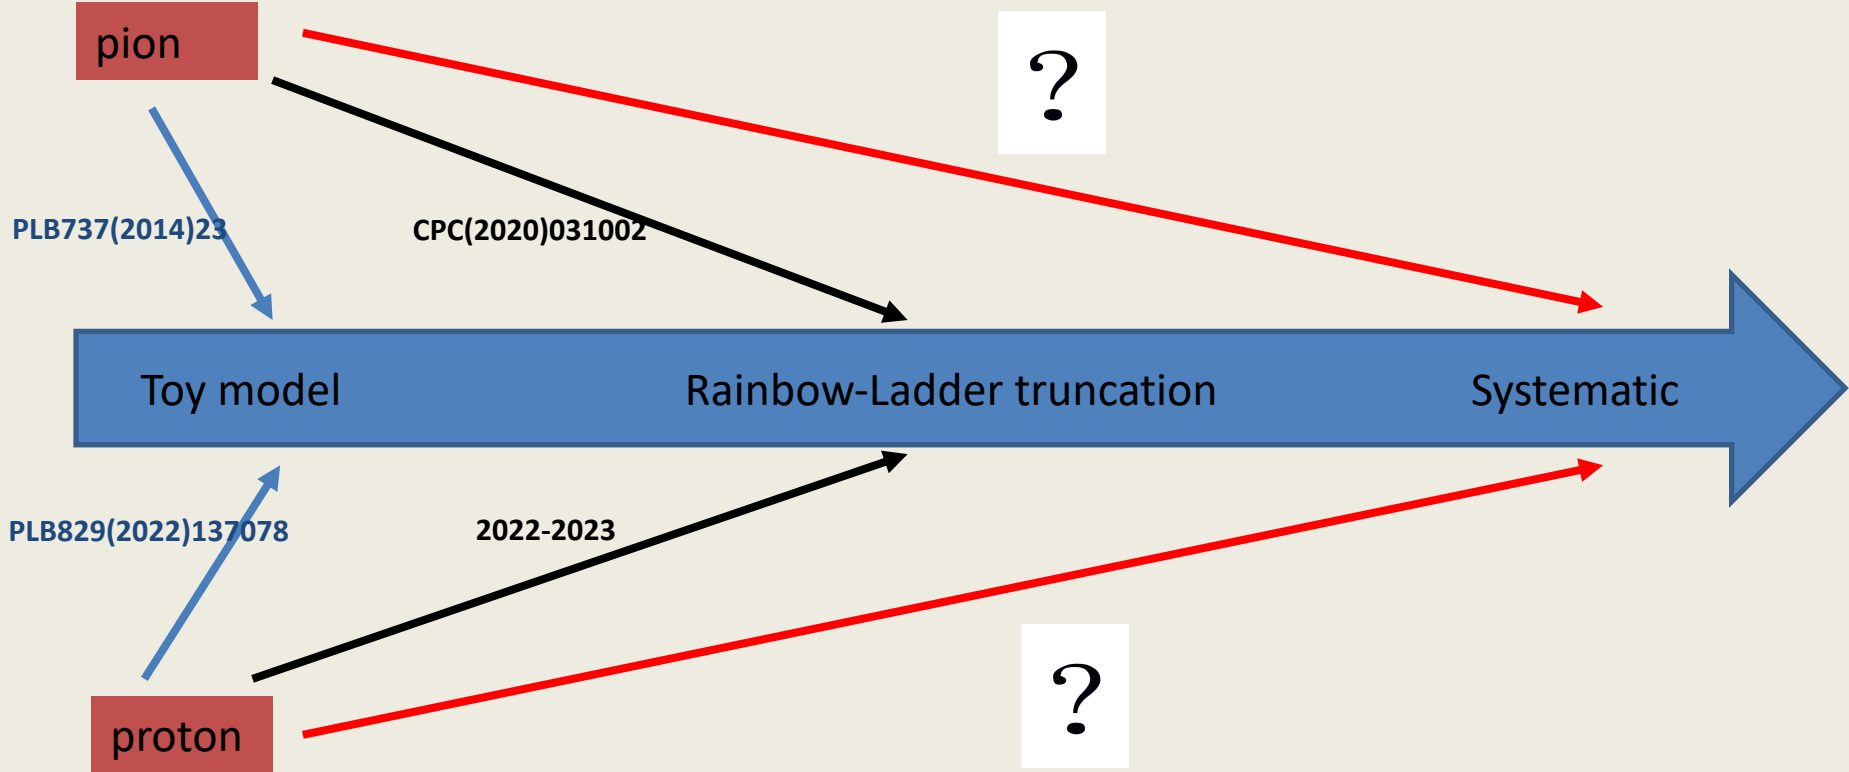 pion
?
PLB737(2014)23
CPC(2020)031002
Toy model
Rainbow-Ladder truncation
Systematic
PLB829(2022)137078
2022-2023
?
proton